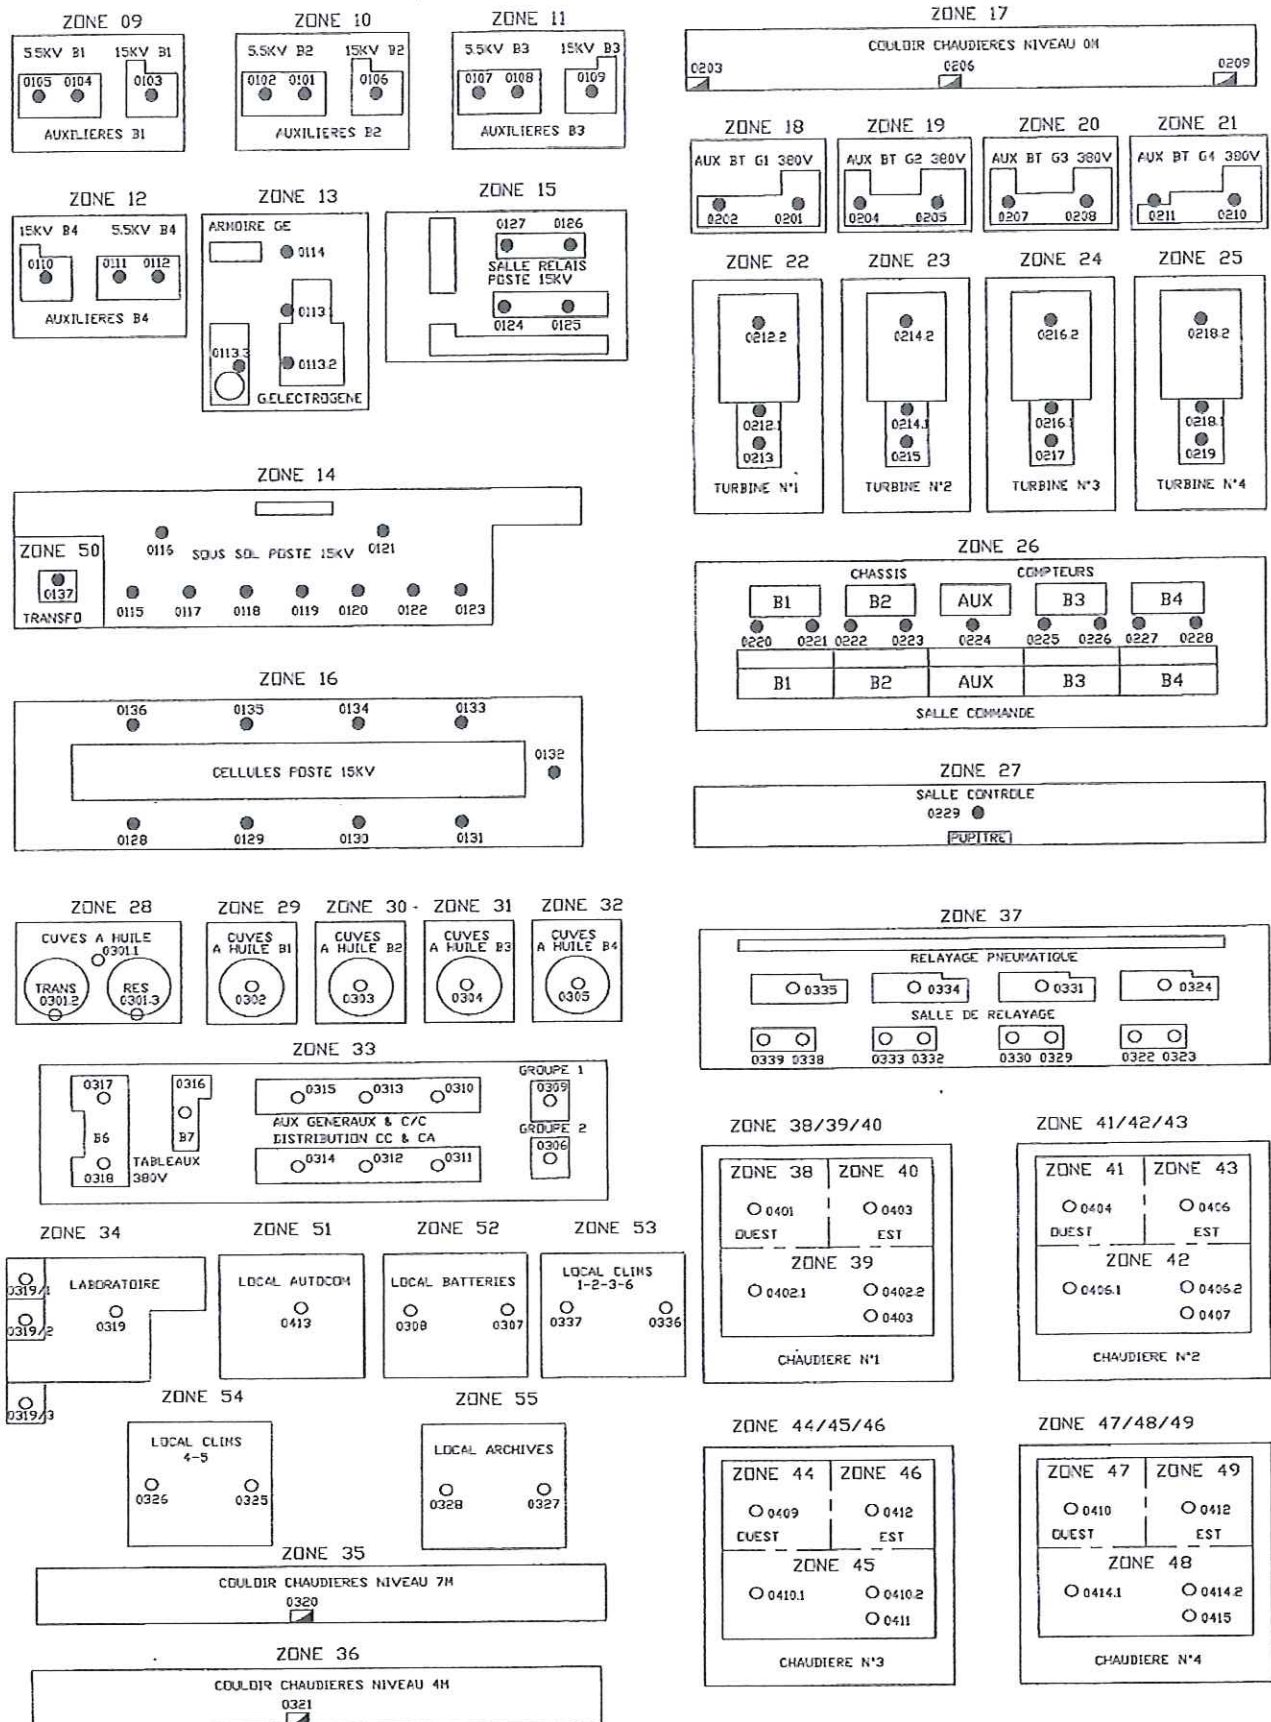 ZONE 09
5.5KV B1 15KV B1
0105 0104 0103
AUXILIERES B1
ZONE 10
5.5KV B2 15KV B2
0102 0101 0106
AUXILIERES B2
ZONE 11
5.5KV B3 15KV B3
0107 0108 0109
AUXILIERES B3
ZONE 12
15KV B4 5.5KV B4
0110 0111 0112
AUXILIERES B4
ZONE 13
ARMOIRE GE
0114
0113
0113.3
0113.2
G.ELECTROGENE
ZONE 15
0127 0126
SALLE RELAIS
POSTE 15KV
0124 0125
ZONE 14
0116 SOUS SOL POSTE 15KV 0121
ZONE 50
0137
TRANSFO
0115 0117 0118 0119 0120 0122 0123
ZONE 16
0136 0135 0134 0133
0132
CELLULES POSTE 15KV
0128 0129 0130 0131
ZONE 17
COULOIR CHAUDIERES NIVEAU 0M
0203 0206 0209
ZONE 18
AUX BT G1 380V
0202 0201
ZONE 19
AUX BT G2 380V
0204 0205
ZONE 20
AUX BT G3 380V
0207 0208
ZONE 21
AUX BT G4 380V
0211 0210
ZONE 22
0212.2
0212.1
0213
TURBINE N°1
ZONE 23
0214.2
0214.1
0215
TURBINE N°2
ZONE 24
0216.2
0216.1
0217
TURBINE N°3
ZONE 25
0218.2
0218.1
0219
TURBINE N°4
ZONE 26
CHASSIS COMPTEURS
B1 B2 AUX B3 B4
0220 0221 0222 0223 0224 0225 0226 0227 0228
B1 B2 AUX B3 B4
SALLE COMMANDE
ZONE 27
SALLE CONTROLE
0229
PUPITRE
ZONE 28
CUVES A HUILE
0301.1
TRANS RES
0301.2 0301.3
ZONE 29
CUVES
A HUILE B1
0302
ZONE 30
CUVES
A HUILE B2
0303
ZONE 31
CUVES
A HUILE B3
0304
ZONE 32
CUVES
A HUILE B4
0305
ZONE 33
0317 0316 0315 0313 0310
GROUPE 1
0309
B6 B7
AUX GENERAUX & C/C
DISTRIBUTION CC & CA
GROUPE 2
0306
0318
TABLEAUX
380V
0314 0312 0311
ZONE 34
0319/1
LABORATOIRE
0319/2
0319
0319/3
ZONE 51
LOCAL AUTOCOM
0413
ZONE 52
LOCAL BATTERIES
0308 0307
ZONE 53
LOCAL CLIMS
1-2-3-6
0337 0336
ZONE 54
LOCAL CLIMS
4-5
0326 0325
ZONE 55
LOCAL ARCHIVES
0328 0327
ZONE 35
COULOIR CHAUDIERES NIVEAU 7M
0320
ZONE 36
COULOIR CHAUDIERES NIVEAU 4M
0321
ZONE 37
RELAYAGE PNEUMATIQUE
0335 0334 0331 0324
SALLE DE RELAYAGE
0339 0338 0333 0332 0330 0329 0322 0323
ZONE 38/39/40
ZONE 38 ZONE 40
0401 0403
OUEST EST
ZONE 39
0402.1 0402.2
0403
CHAUDIERE N°1
ZONE 41/42/43
ZONE 41 ZONE 43
0404 0406
OUEST EST
ZONE 42
0406.1 0406.2
0407
CHAUDIERE N°2
ZONE 44/45/46
ZONE 44 ZONE 46
0409 0412
OUEST EST
ZONE 45
0410.1 0410.2
0411
CHAUDIERE N°3
ZONE 47/48/49
ZONE 47 ZONE 49
0410 0412
OUEST EST
ZONE 48
0414.1 0414.2
0415
CHAUDIERE N°4